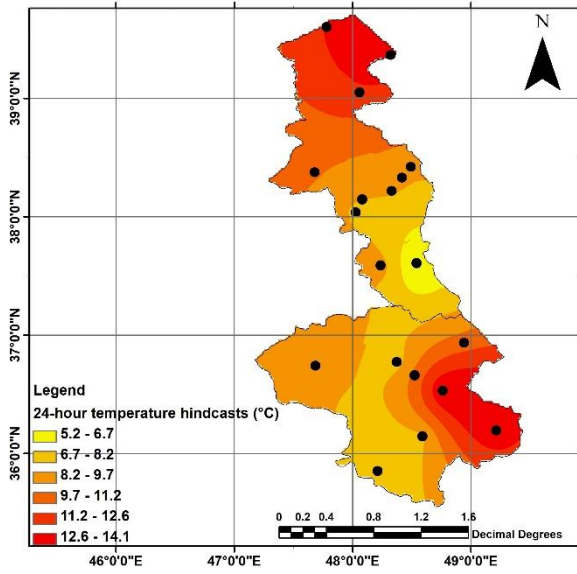 N
39°0'0"N
38°0'0"N
37°0'0"N
36°0'0"N
Legend
24-hour temperature hindcasts (°C)
5.2 - 6.7
6.7 - 8.2
8.2 - 9.7
9.7 - 11.2
11.2 - 12.6
12.6 - 14.1
0 0.2 0.4 0.8 1.2 1.6
Decimal Degrees
46°0'0"E 47°0'0"E 48°0'0"E 49°0'0"E